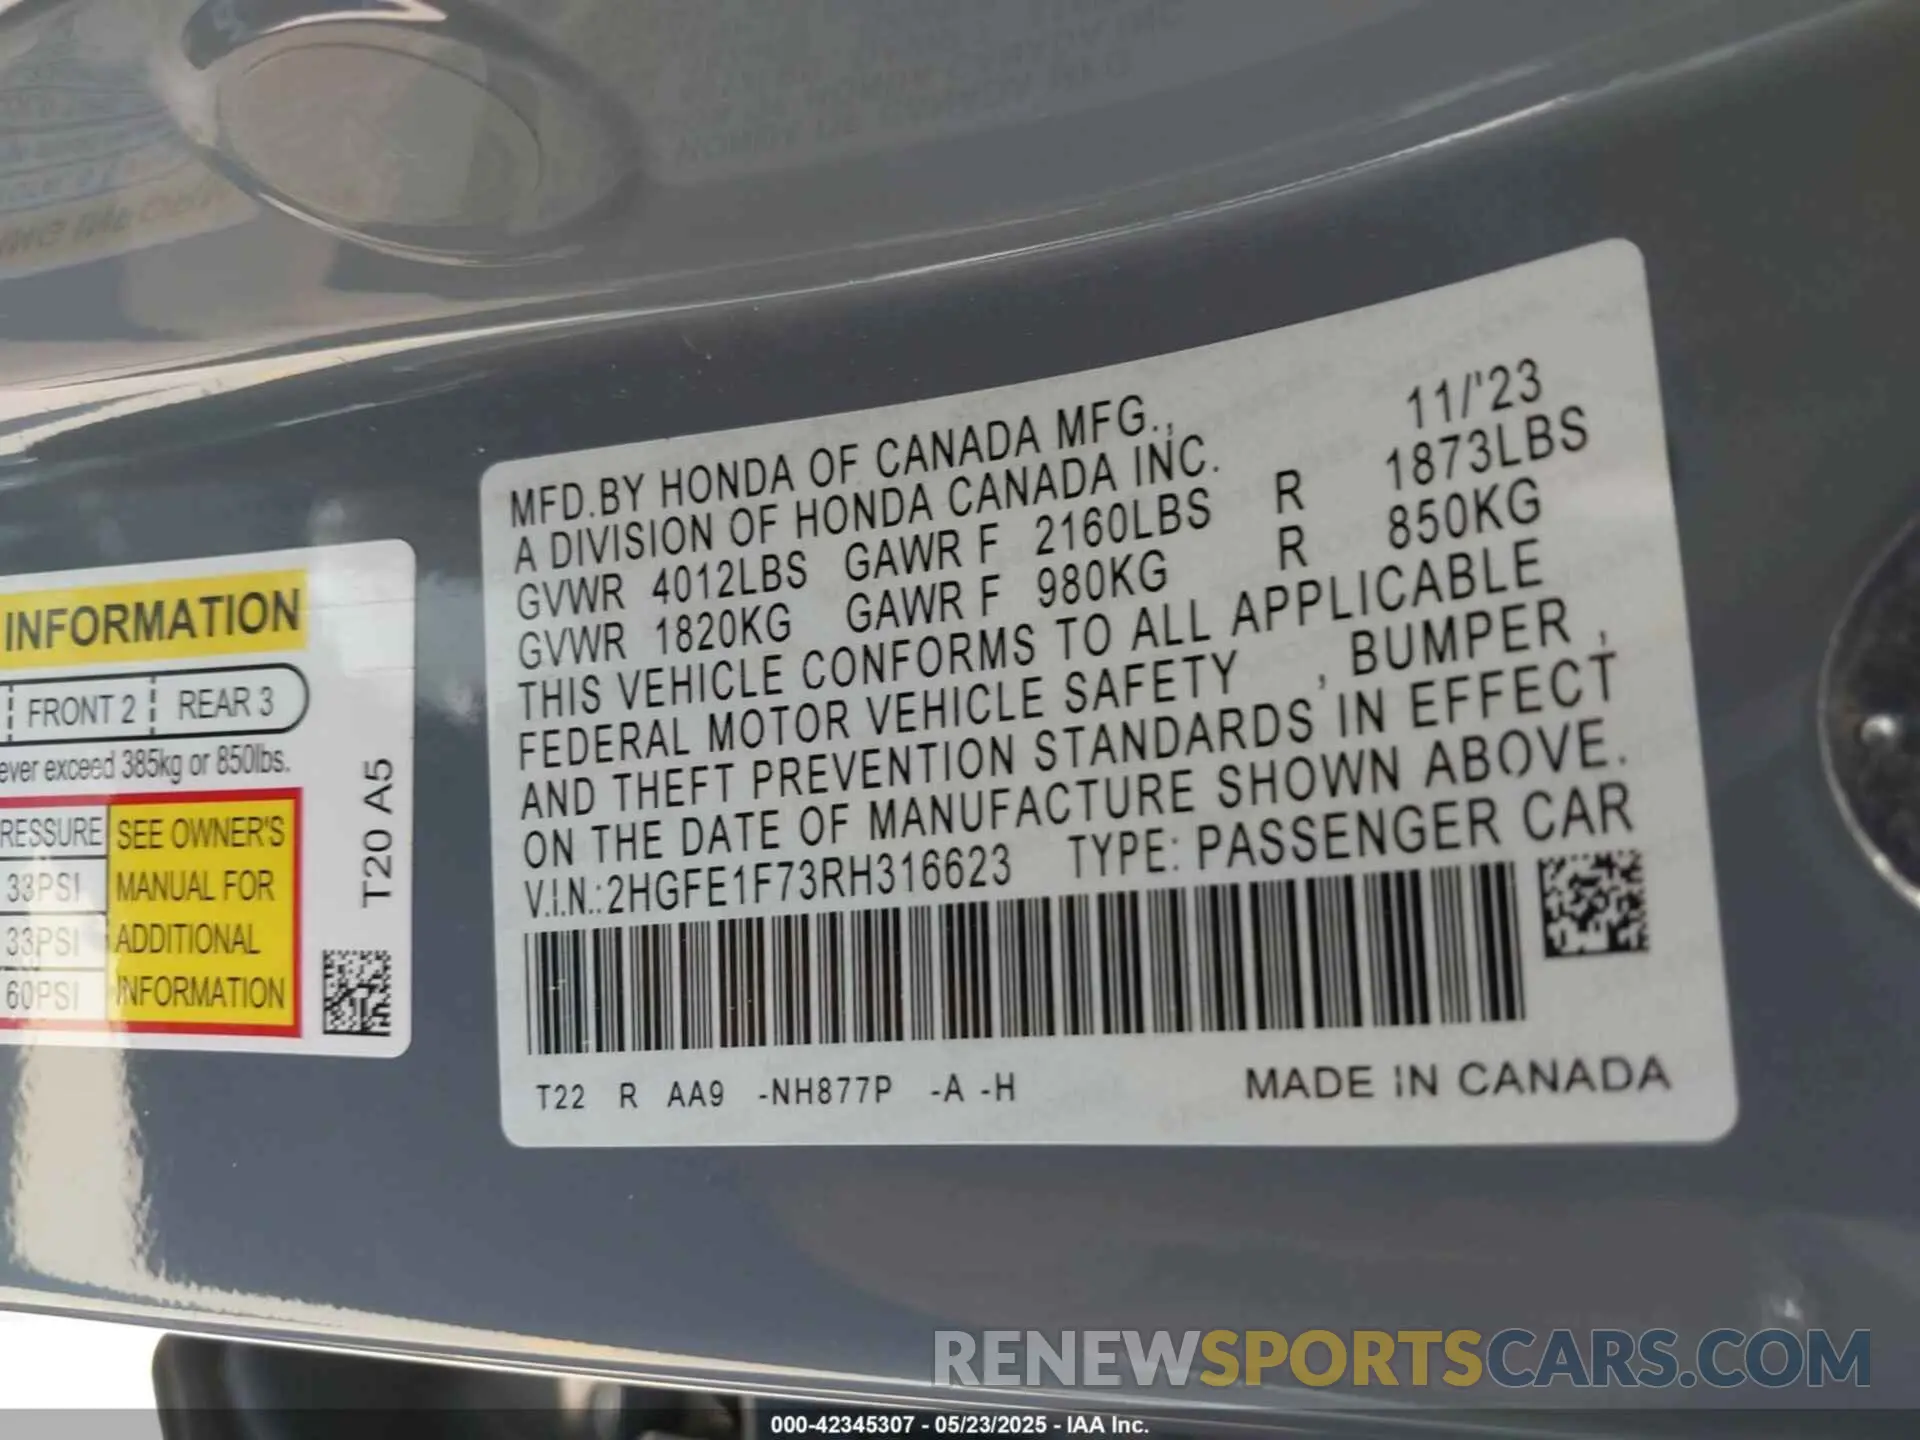 INFORMATION
FRONT 2 REAR 3
ever exceed 385kg or 850lbs.
RESSURE SEE OWNER'S
33PSI MANUAL FOR
33PSI ADDITIONAL
60PSI INFORMATION
T20 A5
MFD.BY HONDA OF CANADA MFG., 11/'23
A DIVISION OF HONDA CANADA INC.
GVWR 4012LBS GAWR F 2160LBS R 1873LBS
GVWR 1820KG GAWR F 980KG R 850KG
THIS VEHICLE CONFORMS TO ALL APPLICABLE
FEDERAL MOTOR VEHICLE SAFETY , BUMPER ,
AND THEFT PREVENTION STANDARDS IN EFFECT
ON THE DATE OF MANUFACTURE SHOWN ABOVE.
V.I.N.:2HGFE1F73RH316623 TYPE: PASSENGER CAR
T22 R AA9 -NH877P -A -H MADE IN CANADA
RENEWSPORTSCARS.COM
000-42345307 - 05/23/2025 - IAA Inc.